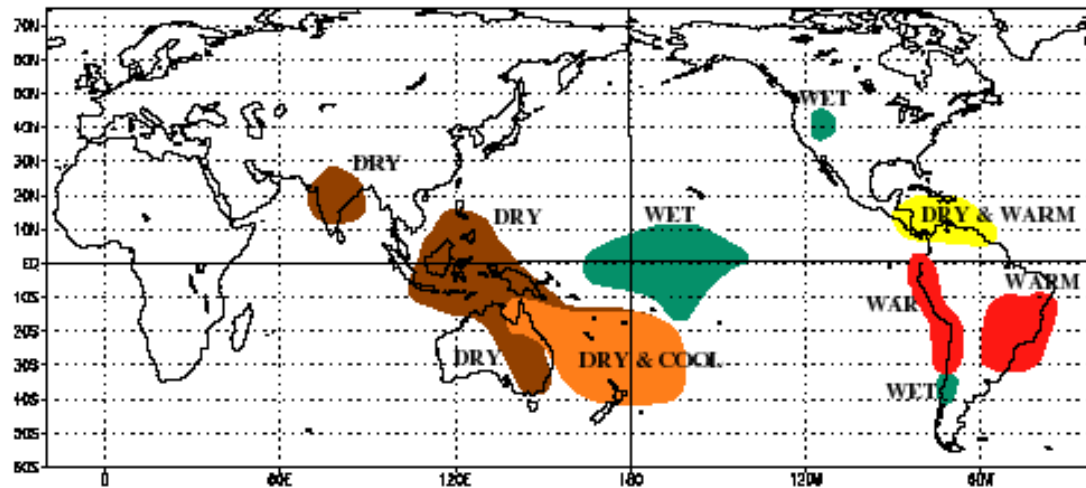 70N
60N
50N
40N
30N
20N
10N
EQ
10S
20S
30S
40S
50S
60S
WET
DRY
DRY
WET
DRY & WARM
WARM
WAR
DRY
DRY & COOL
WET
0
60E
120E
180
120W
60W